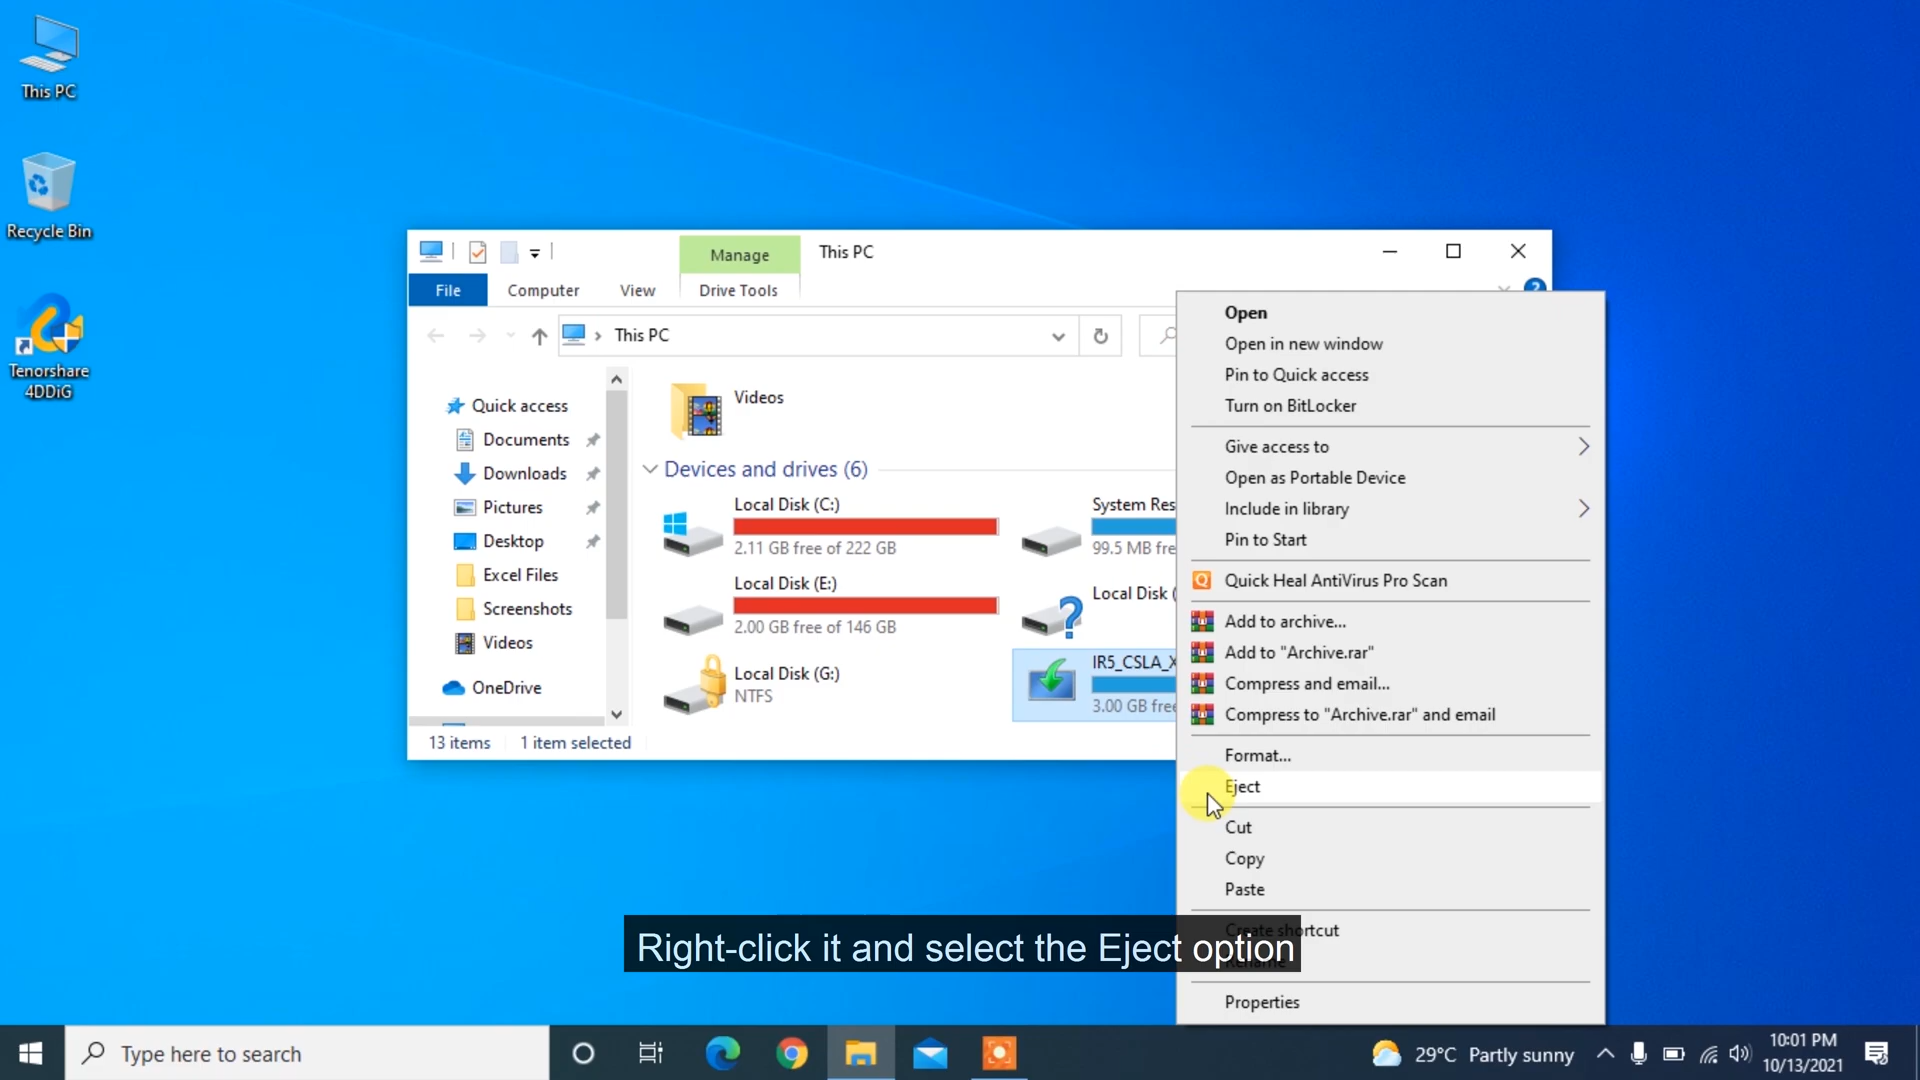 This PC
Recycle Bin
Tenorshare
4DDiG
Manage
This PC
File
Computer
View
Drive Tools
This PC
Quick access
Documents
Downloads
Pictures
Desktop
Excel Files
Screenshots
Videos
OneDrive
Videos
Devices and drives (6)
Local Disk (C:)
2.11 GB free of 222 GB
System Res
99.5 MB fre
Local Disk (E:)
2.00 GB free of 146 GB
Local Disk (
Local Disk (G:)
NTFS
IR5_CSLA_X
3.00 GB free
13 items
1 item selected
Open
Open in new window
Pin to Quick access
Turn on BitLocker
Give access to
Open as Portable Device
Include in library
Pin to Start
Quick Heal AntiVirus Pro Scan
Add to archive...
Add to "Archive.rar"
Compress and email...
Compress to "Archive.rar" and email
Format...
Eject
Cut
Copy
Paste
Create shortcut
Rename
Properties
Right-click it and select the Eject option
Type here to search
29°C Partly sunny
10:01 PM
10/13/2021